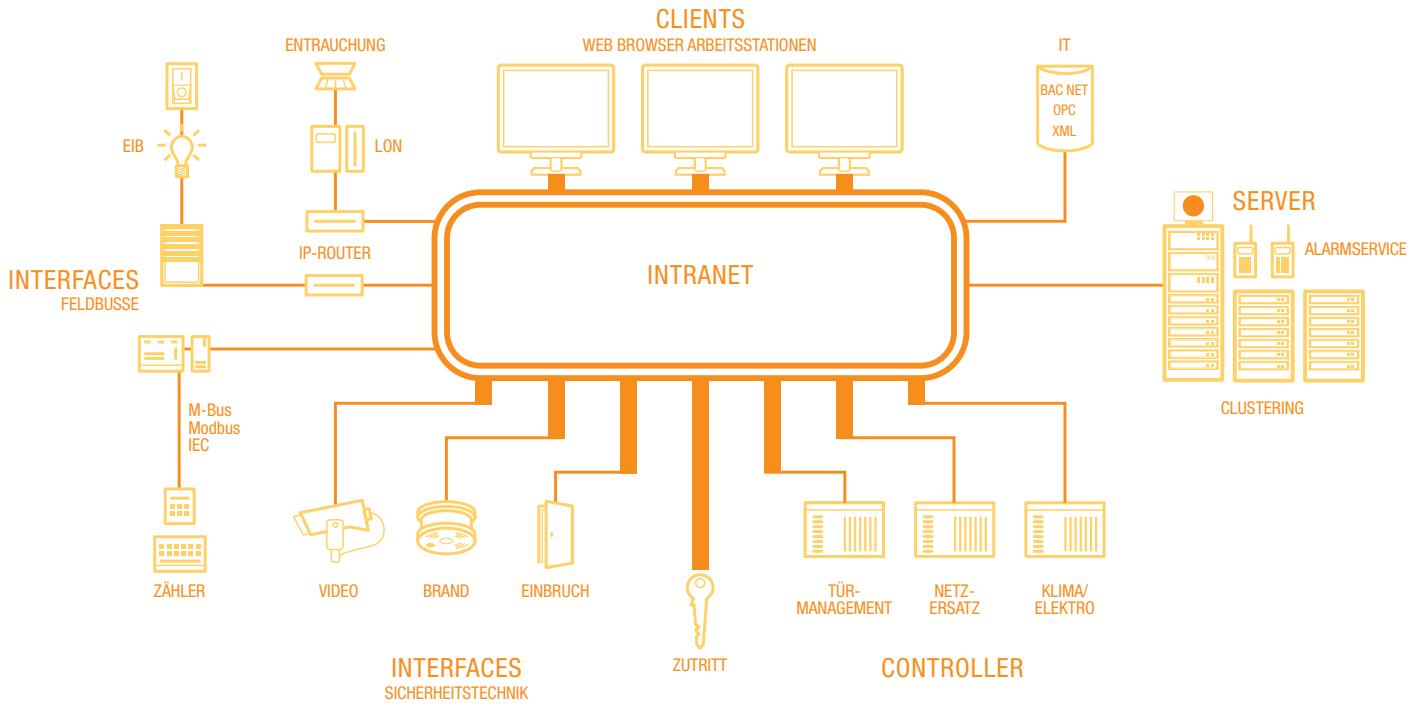 CLIENTS
WEB BROWSER ARBEITSSTATIONEN
ENTRAUCHUNG
IT
BAC NET
OPC
XML
EIB
LON
SERVER
ALARMSERVICE
IP-ROUTER
INTRANET
INTERFACES
FELDBUSSE
CLUSTERING
M-Bus
Modbus
IEC
ZÄHLER
VIDEO
BRAND
EINBRUCH
TÜR-
MANAGEMENT
NETZ-
ERSATZ
KLIMA/
ELEKTRO
ZUTRITT
INTERFACES
SICHERHEITSTECHNIK
CONTROLLER